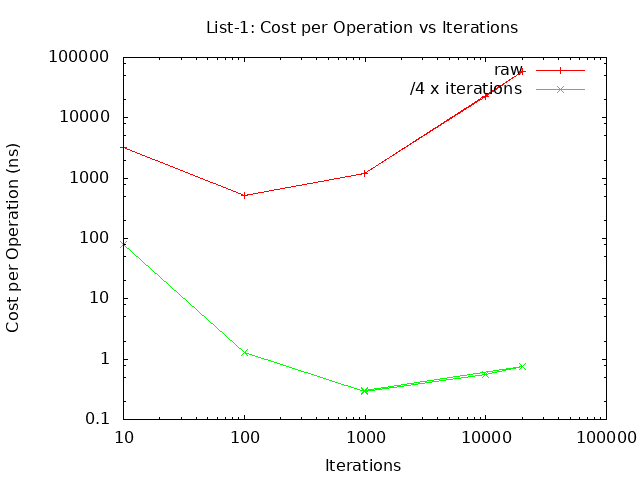 List-1: Cost per Operation vs Iterations
100000
raw
/4 x iterations
10000
1000
100
10
1
0.1
Cost per Operation (ns)
10
100
1000
10000
100000
Iterations